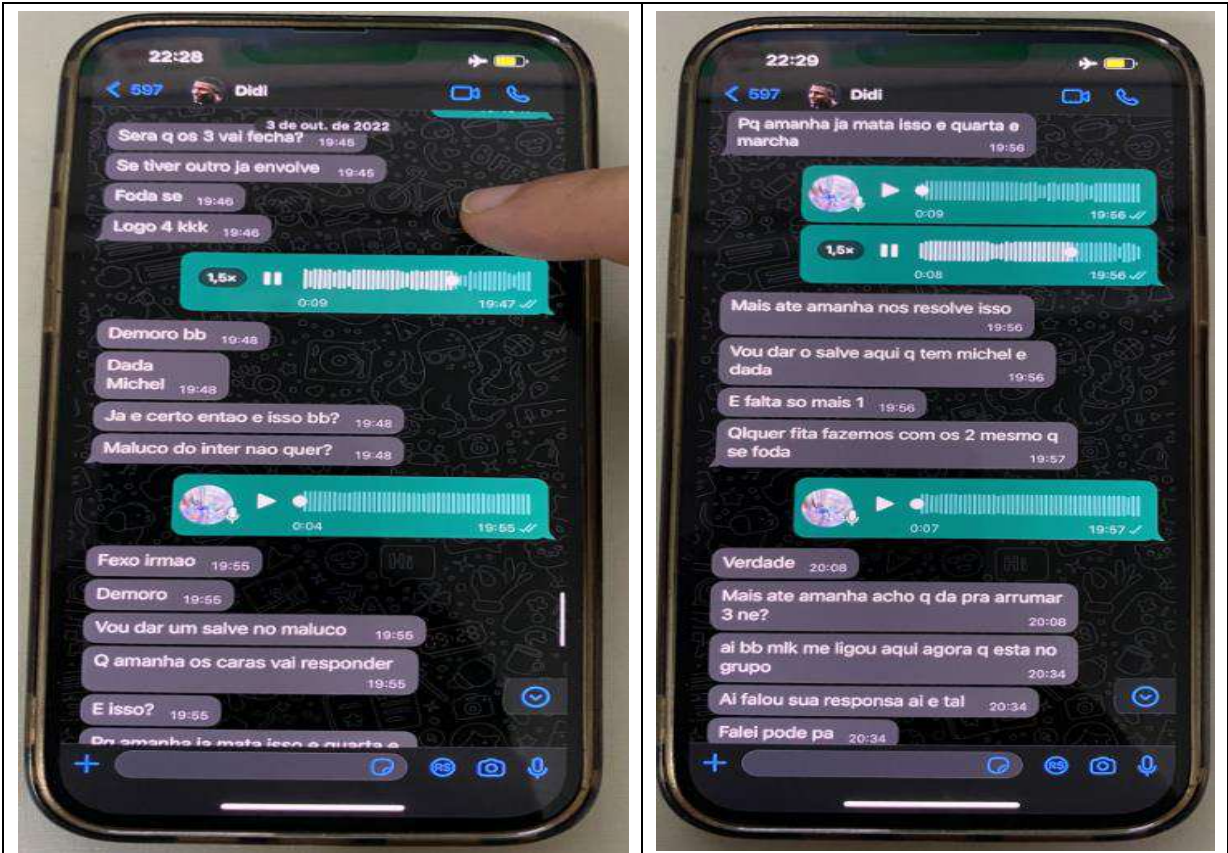 22:28
597 Didi
3 de out. de 2022
Sera q os 3 vai fecha? 19:45
Se tiver outro ja envolve 19:45
Foda se 19:46
Logo 4 kkk 19:46
1,5×
0:09 19:47
Demoro bb 19:48
Dada
Michel 19:48
Ja e certo entao e isso bb? 19:48
Maluco do inter nao quer? 19:48
0:04 19:55
Fexo irmao 19:55
Demoro 19:55
Vou dar um salve no maluco 19:55
Q amanha os caras vai responder
19:55
E isso? 19:55
Pq amanha ja mata isso e quarta e
22:29
597 Didi
Pq amanha ja mata isso e quarta e
marcha 19:56
0:09 19:56
1,5×
0:08 19:56
Mais ate amanha nos resolve isso
19:56
Vou dar o salve aqui q tem michel e
dada 19:56
E falta so mais 1 19:56
Qlquer fita fazemos com os 2 mesmo q
se foda 19:57
0:07 19:57
Verdade 20:08
Mais ate amanha acho q da pra arrumar
3 ne? 20:08
ai bb mlk me ligou aqui agora q esta no
grupo 20:34
Ai falou sua responsa ai e tal 20:34
Falei pode pa 20:34